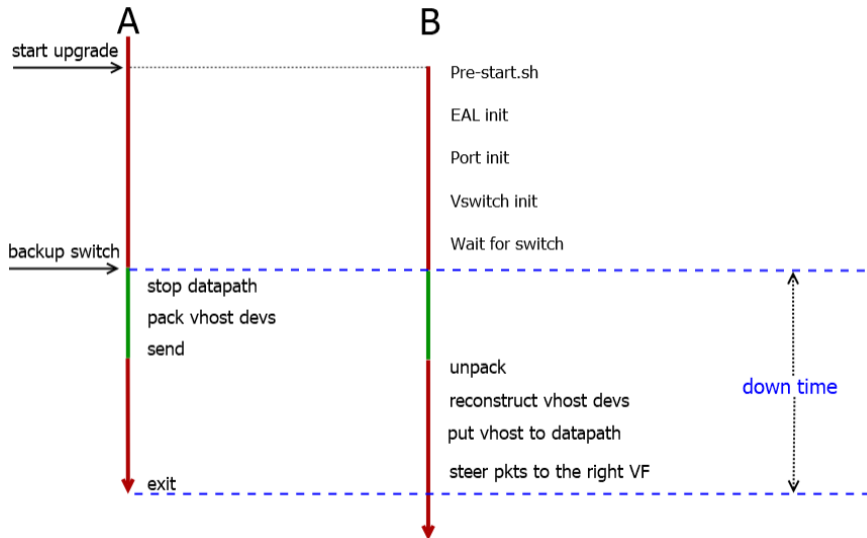 A
B
start upgrade
Pre-start.sh
EAL init
Port init
Vswitch init
Wait for switch
backup switch
stop datapath
pack vhost devs
send
unpack
reconstruct vhost devs
down time
put vhost to datapath
steer pkts to the right VF
exit